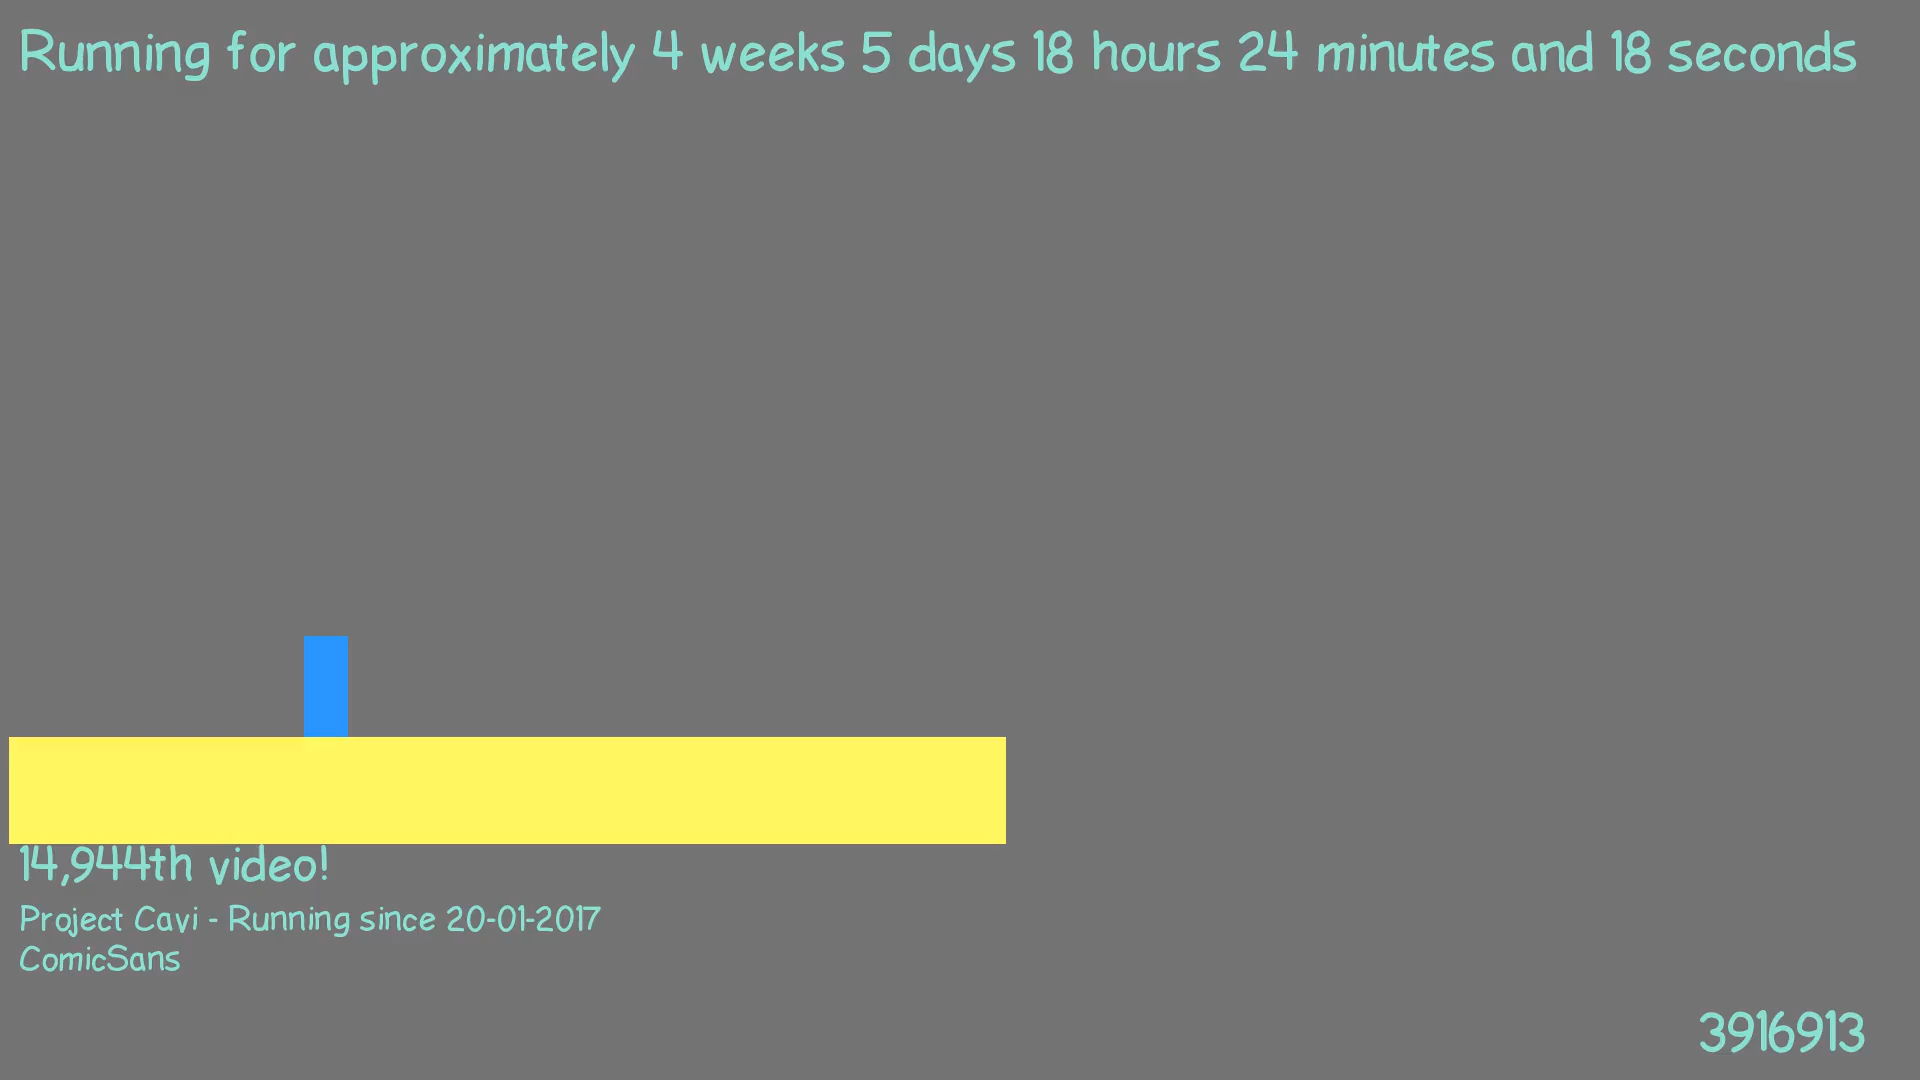 Running for approximately 4 weeks 5 days 18 hours 24 minutes and 18 seconds
14,944th video!
Project Cavi - Running since 20-01-2017
ComicSans
3916913